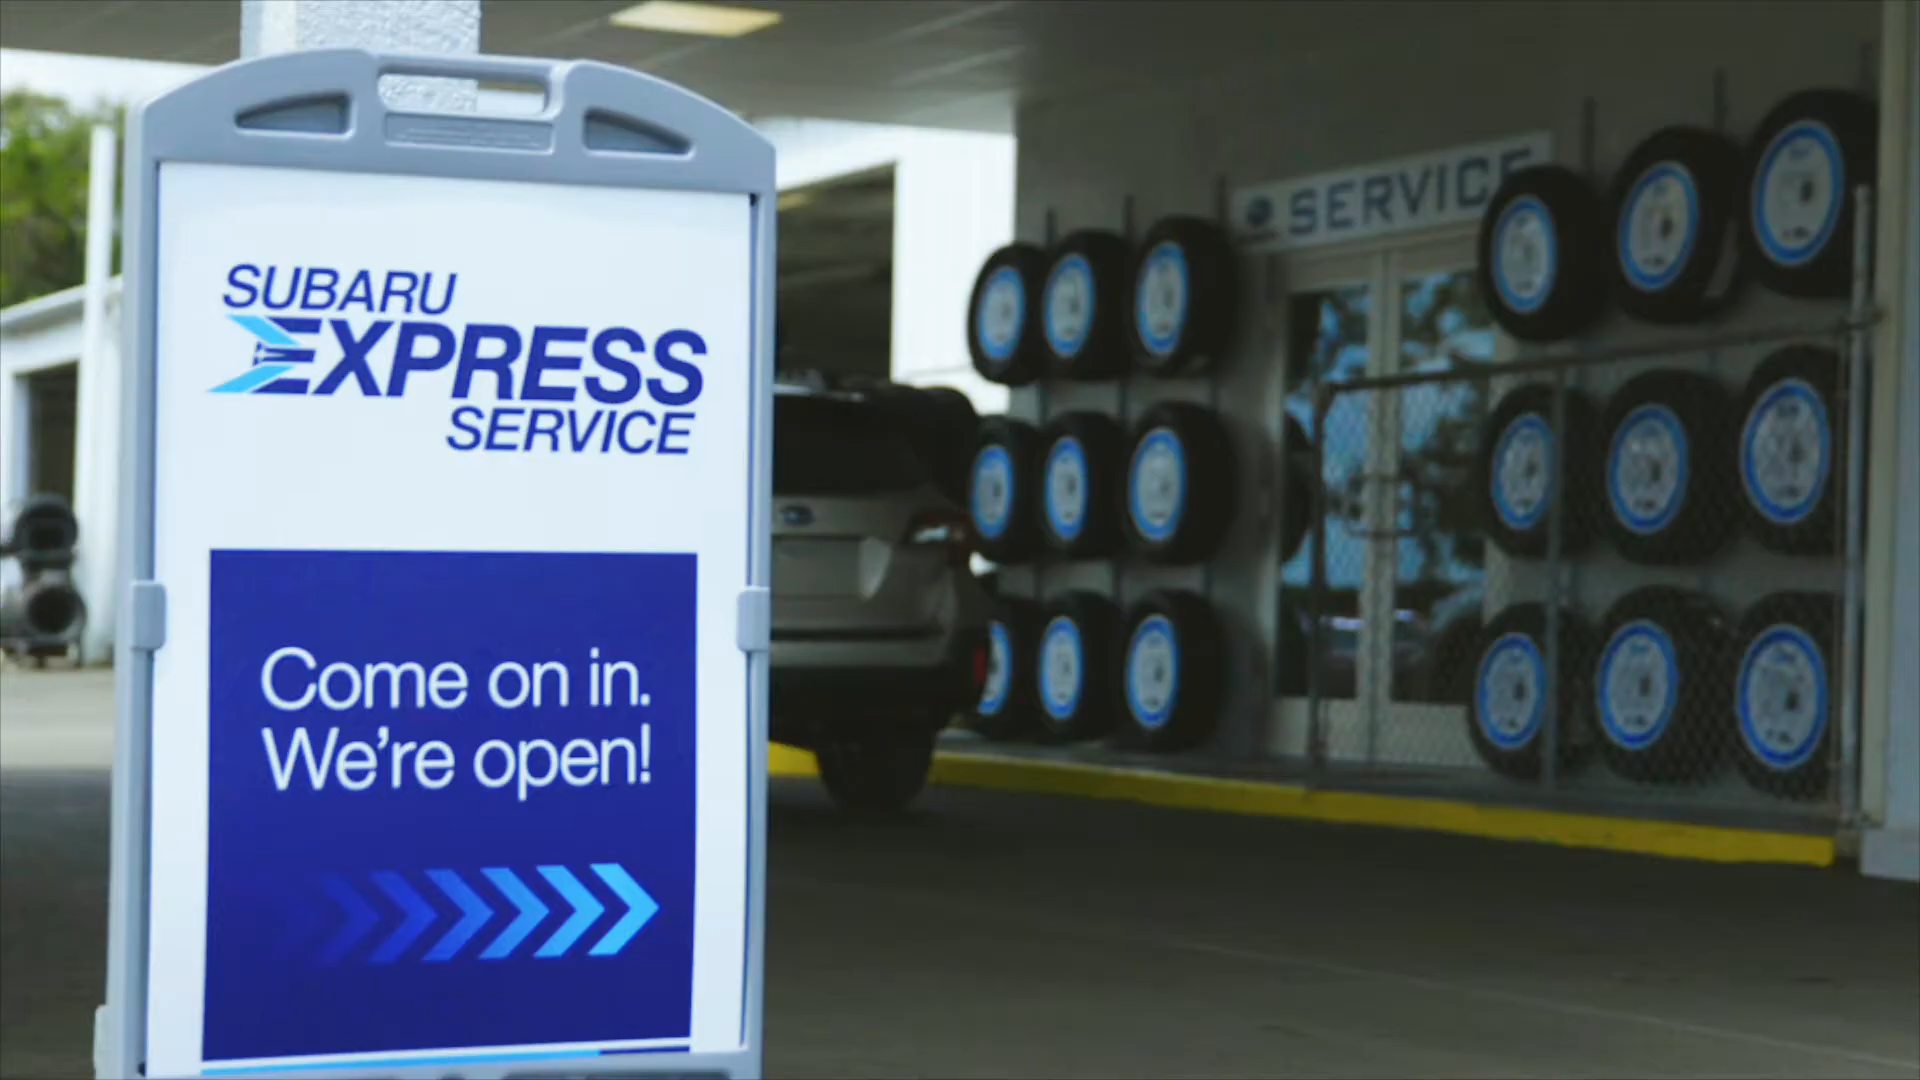 SUBARU
EXPRESS
SERVICE
Come on in.
We're open!
SERVICE